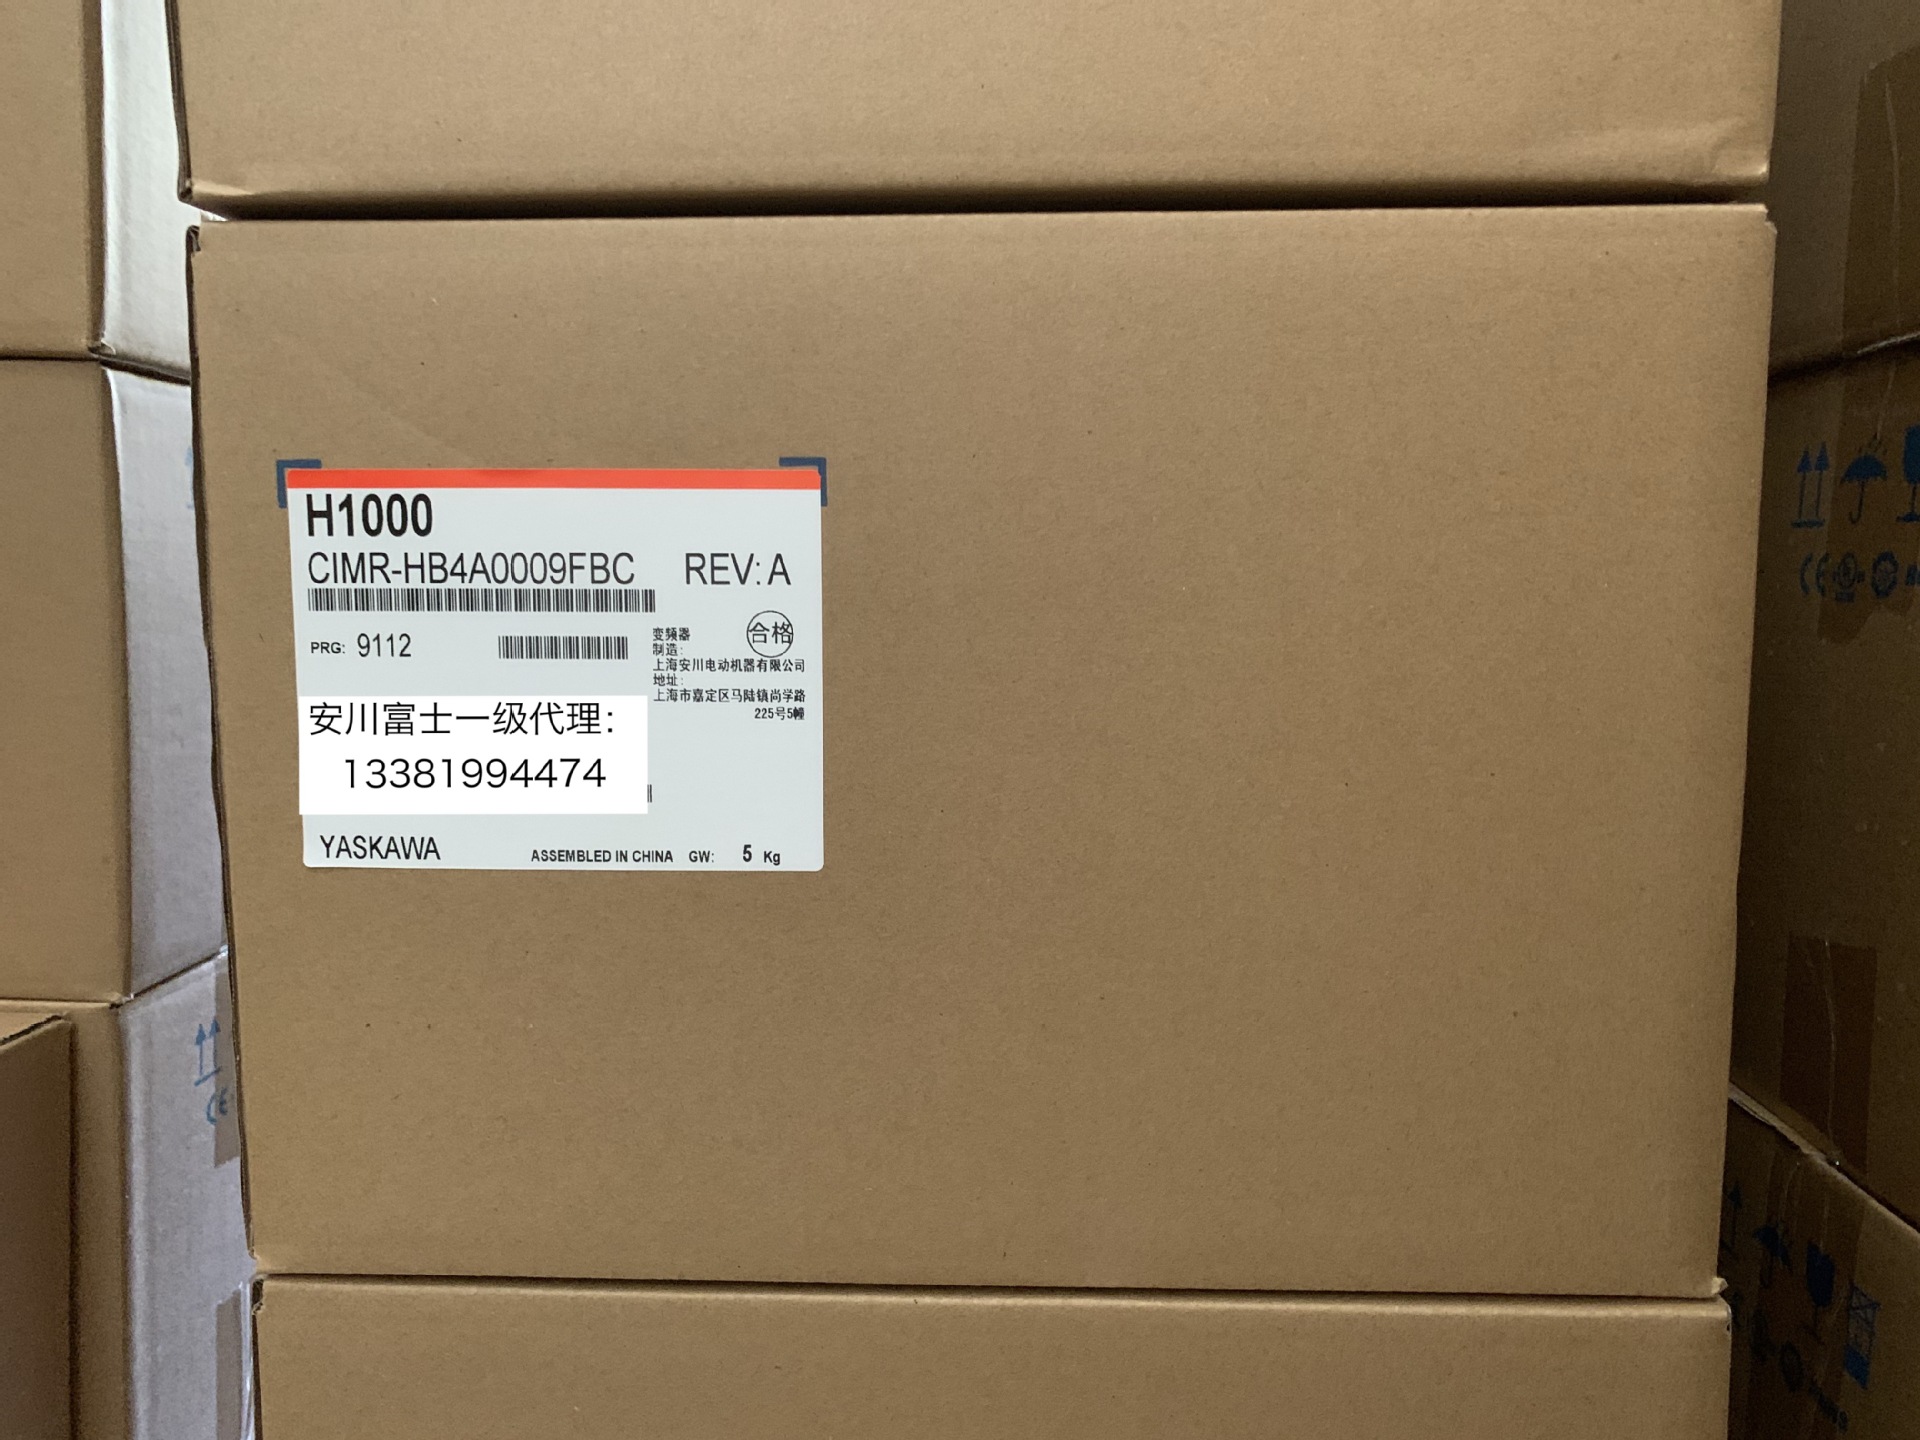 H1000
CIMR-HB4A0009FBC REV: A
PRG: 9112
变频器
合格
制造:
上海安川电动机器有限公司
地址:
上海市嘉定区马陆镇尚学路
225号5幢
安川富士一级代理:
13381994474
YASKAWA ASSEMBLED IN CHINA GW: 5 Kg
CE
CE